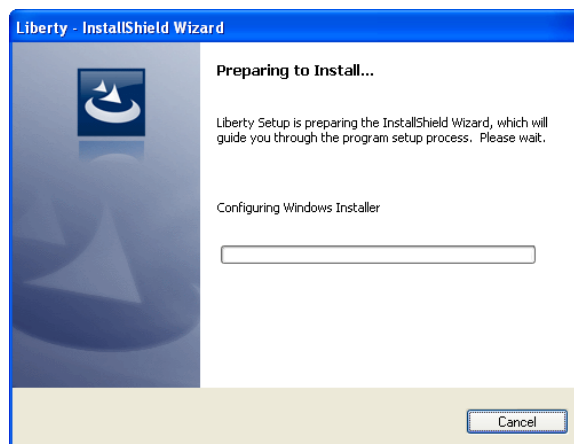 Liberty - InstallShield Wizard
Preparing to Install...
Liberty Setup is preparing the InstallShield Wizard, which will
guide you through the program setup process.  Please wait.
Configuring Windows Installer
Cancel